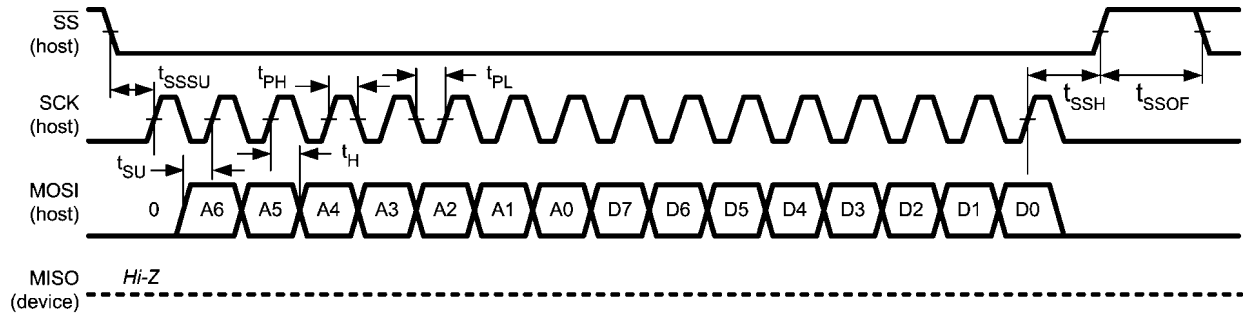 SS
(host)
tSSSU
tPH
tPL
tSSH
tSSOF
SCK
(host)
tSU
tH
MOSI
(host)
0 A6 A5 A4 A3 A2 A1 A0 D7 D6 D5 D4 D3 D2 D1 D0
MISO
(device)
Hi-Z